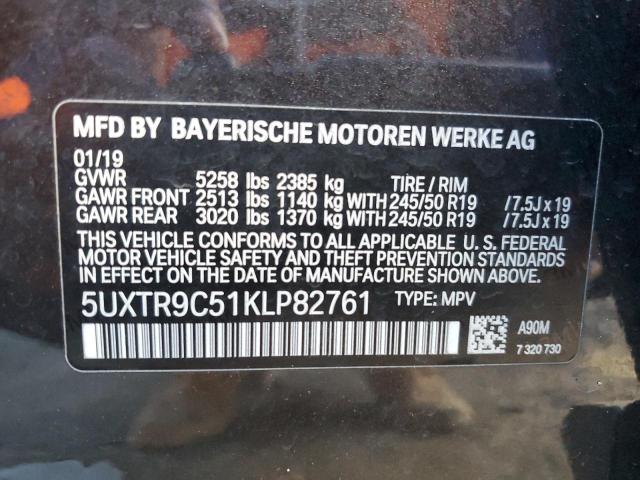 MFD BY BAYERISCHE MOTOREN WERKE AG
01/19
GVWR 5258 lbs 2385 kg TIRE / RIM
GAWR FRONT 2513 lbs 1140 kg WITH 245/50 R19 /7.5J x 19
GAWR REAR 3020 lbs 1370 kg WITH 245/50 R19 /7.5J x 19
THIS VEHICLE CONFORMS TO ALL APPLICABLE U. S. FEDERAL
MOTOR VEHICLE SAFETY AND THEFT PREVENTION STANDARDS
IN EFFECT ON THE DATE OF MANUFACTURE SHOWN ABOVE.
5UXTR9C51KLP82761 TYPE: MPV
A90M
7 320 730